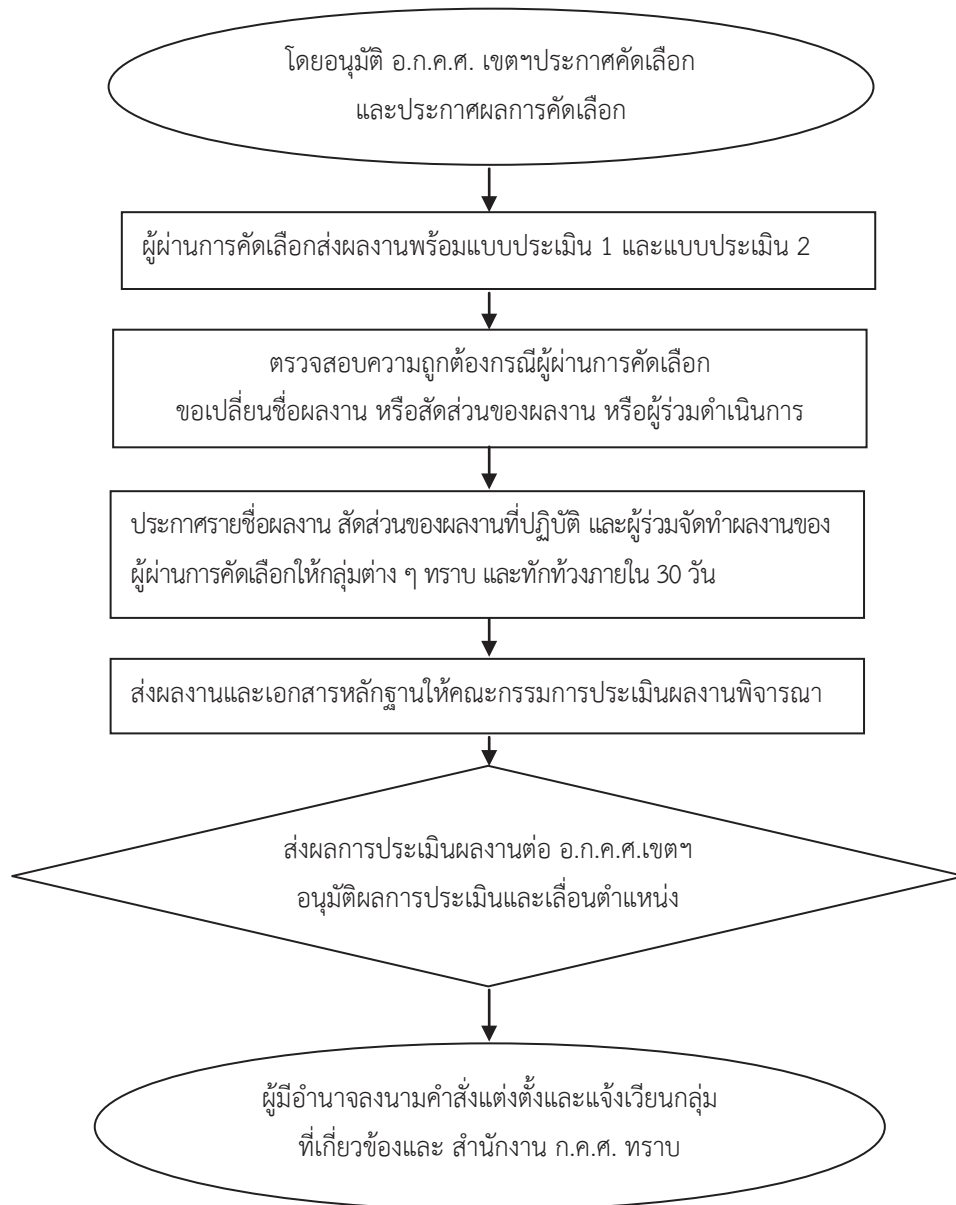 โดยอนุมัติ อ.ก.ค.ศ. เขตฯประกาศคัดเลือก
และประกาศผลการคัดเลือก
ผู้ผ่านการคัดเลือกส่งผลงานพร้อมแบบประเมิน 1 และแบบประเมิน 2
ตรวจสอบความถูกต้องกรณีผู้ผ่านการคัดเลือก
ขอเปลี่ยนชื่อผลงาน หรือสัดส่วนของผลงาน หรือผู้ร่วมดำเนินการ
ประกาศรายชื่อผลงาน สัดส่วนของผลงานที่ปฏิบัติ และผู้ร่วมจัดทำผลงานของ
ผู้ผ่านการคัดเลือกให้กลุ่มต่าง ๆ ทราบ และทักท้วงภายใน 30 วัน
ส่งผลงานและเอกสารหลักฐานให้คณะกรรมการประเมินผลงานพิจารณา
ส่งผลการประเมินผลงานต่อ อ.ก.ค.ศ.เขตฯ
อนุมัติผลการประเมินและเลื่อนตำแหน่ง
ผู้มีอำนาจลงนามคำสั่งแต่งตั้งและแจ้งเวียนกลุ่ม
ที่เกี่ยวข้องและ สำนักงาน ก.ค.ศ. ทราบ